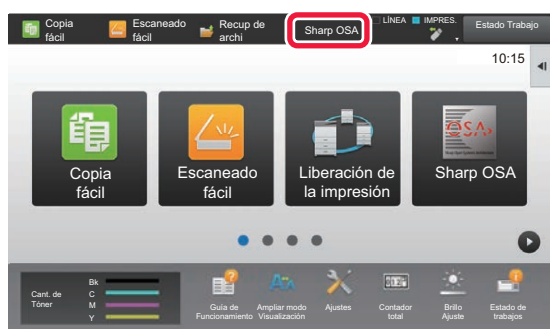 Copia fácil
Escaneado fácil
Recup de archi
Sharp OSA
LÍNEA
IMPRES.
Estado Trabajo
10:15
Copia fácil
Escaneado fácil
Liberación de la impresión
OSA
Sharp OSA
Cant. de Tóner
Bk
C
M
Y
Guía de Funcionamiento
Ampliar modo Visualización
Ajustes
Contador total
Brillo Ajuste
Estado de trabajos